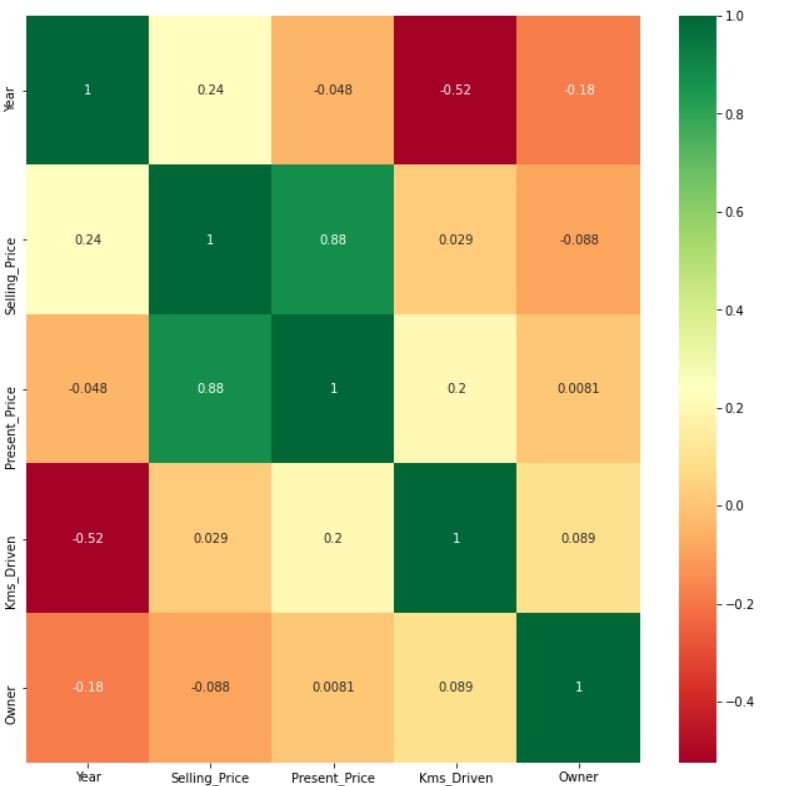 Year 1 0.24 -0.048 -0.52 -0.18
Selling_Price 0.24 1 0.88 0.029 -0.088
Present_Price -0.048 0.88 1 0.2 0.0081
Kms_Driven -0.52 0.029 0.2 1 0.089
Owner -0.18 -0.088 0.0081 0.089 1
Year Selling_Price Present_Price Kms_Driven Owner
1.0
0.8
0.6
0.4
0.2
0.0
−0.2
−0.4